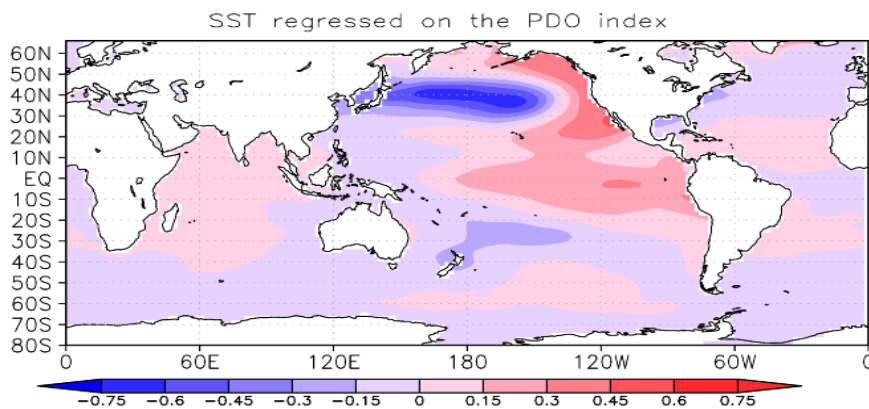 SST regressed on the PDO index
60N
50N
40N
30N
20N
10N
EQ
10S
20S
30S
40S
50S
60S
70S
80S
0 60E 120E 180 120W 60W 0
−0.75 −0.6 −0.45 −0.3 −0.15 0 0.15 0.3 0.45 0.6 0.75